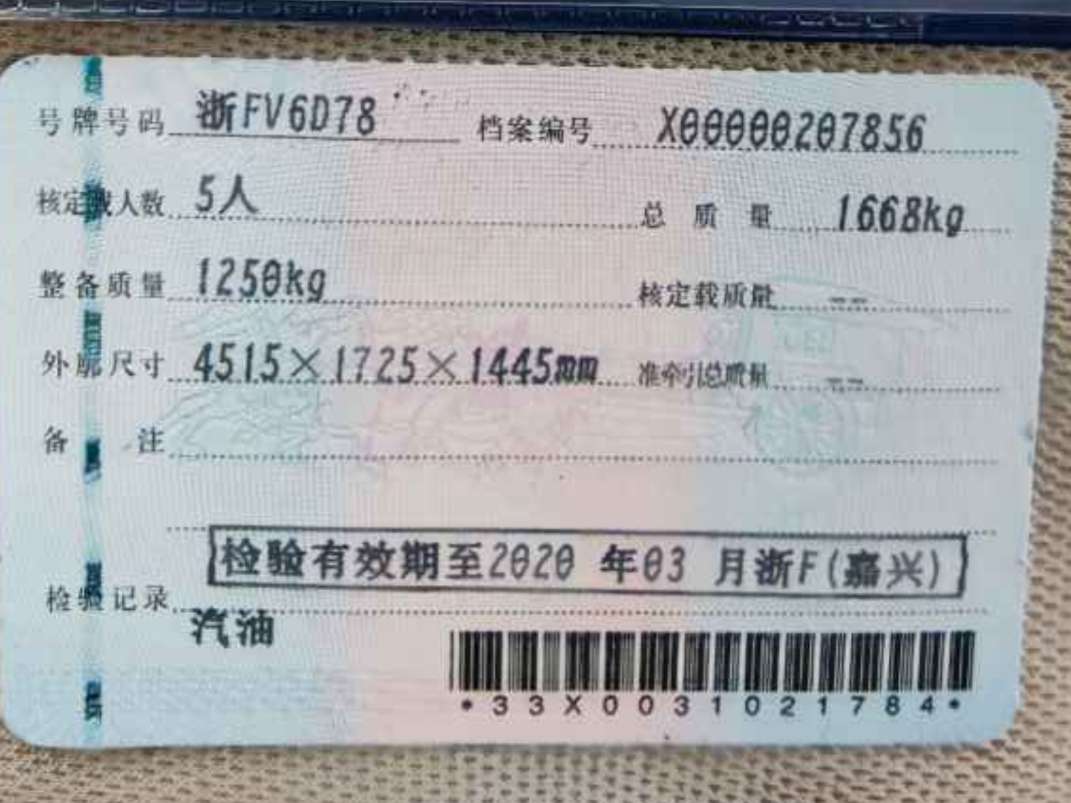 号牌号码 浙FV6D78 档案编号 X00000207856
核定载人数 5人 总质量 1668kg
整备质量 1250kg 核定载质量 --
外廓尺寸 4515×1725×1445mm 准牵引总质量 --
备注
检验有效期至2020 年03 月浙F(嘉兴)
检验记录
汽油
*33X0031021784*